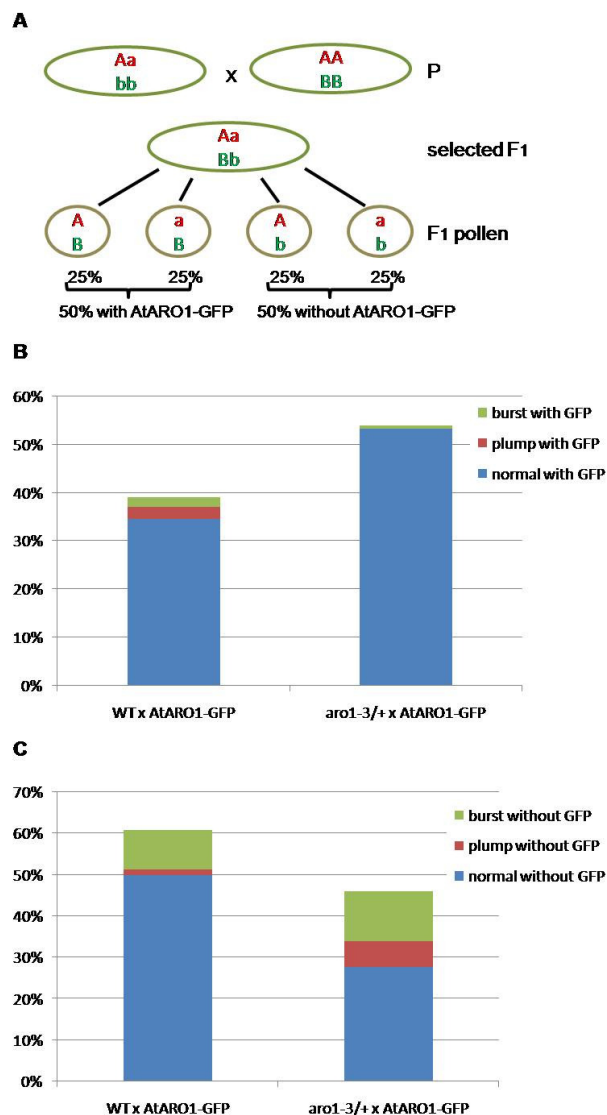 A
Aa
bb
x
AA
BB
P
Aa
Bb
selected F1
A
B
a
B
A
b
a
b
F1 pollen
25%
25%
25%
25%
50% with AtARO1-GFP
50% without AtARO1-GFP
B
60%
50%
40%
30%
20%
10%
0%
burst with GFP
plump with GFP
normal with GFP
WT x AtARO1-GFP
aro1-3/+ x AtARO1-GFP
C
70%
60%
50%
40%
30%
20%
10%
0%
burst without GFP
plump without GFP
normal without GFP
WT x AtARO1-GFP
aro1-3/+ x AtARO1-GFP